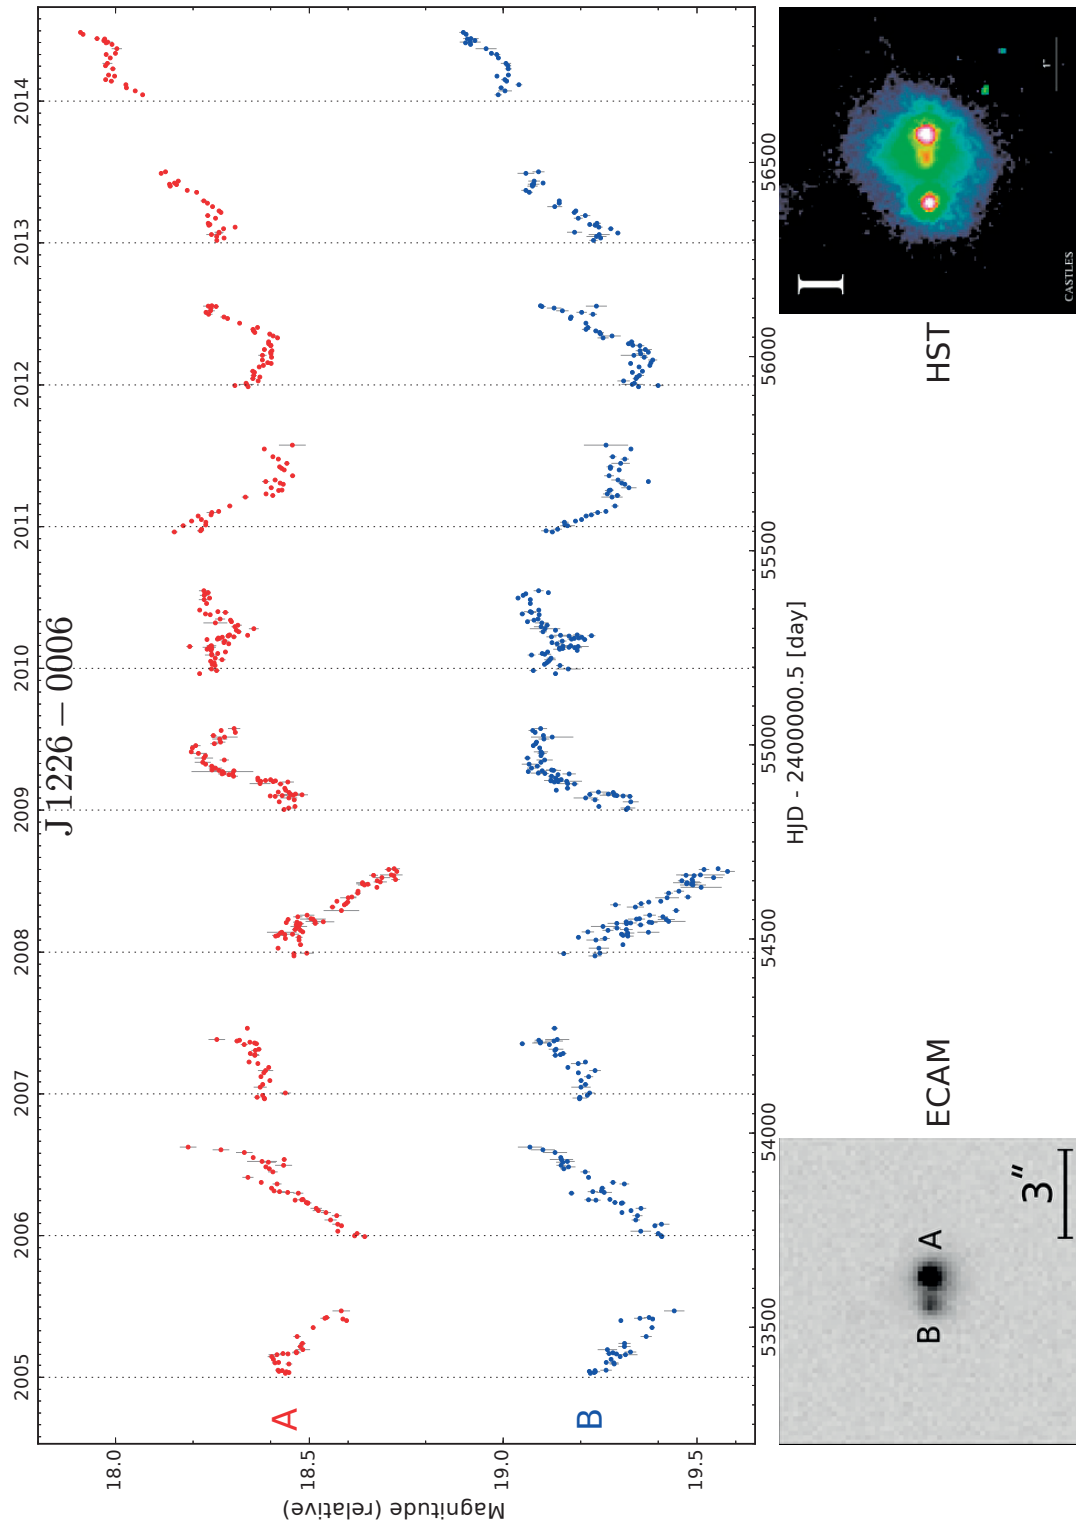 2005 2006 2007 2008 2009 2010 2011 2012 2013 2014
J1226 − 0006
18.0
A
18.5
Magnitude (relative)
19.0
B
19.5
53500 54000 54500 55000 55500 56000 56500
HJD - 2400000.5 [day]
B A
3"
ECAM
HST
I
1"
CASTLES